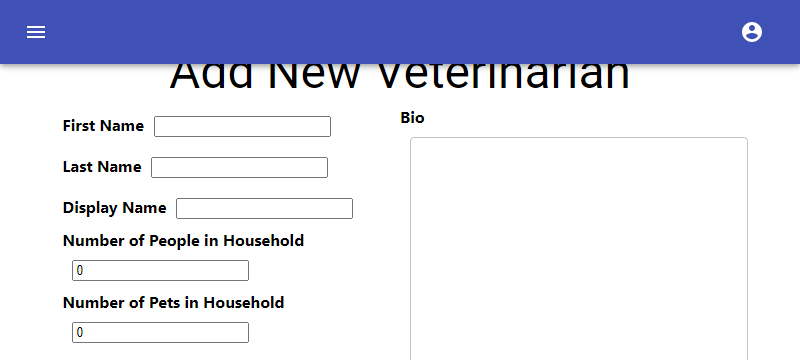 Add New Veterinarian
First Name
Last Name
Display Name
Number of People in Household
0
Number of Pets in Household
0
Bio